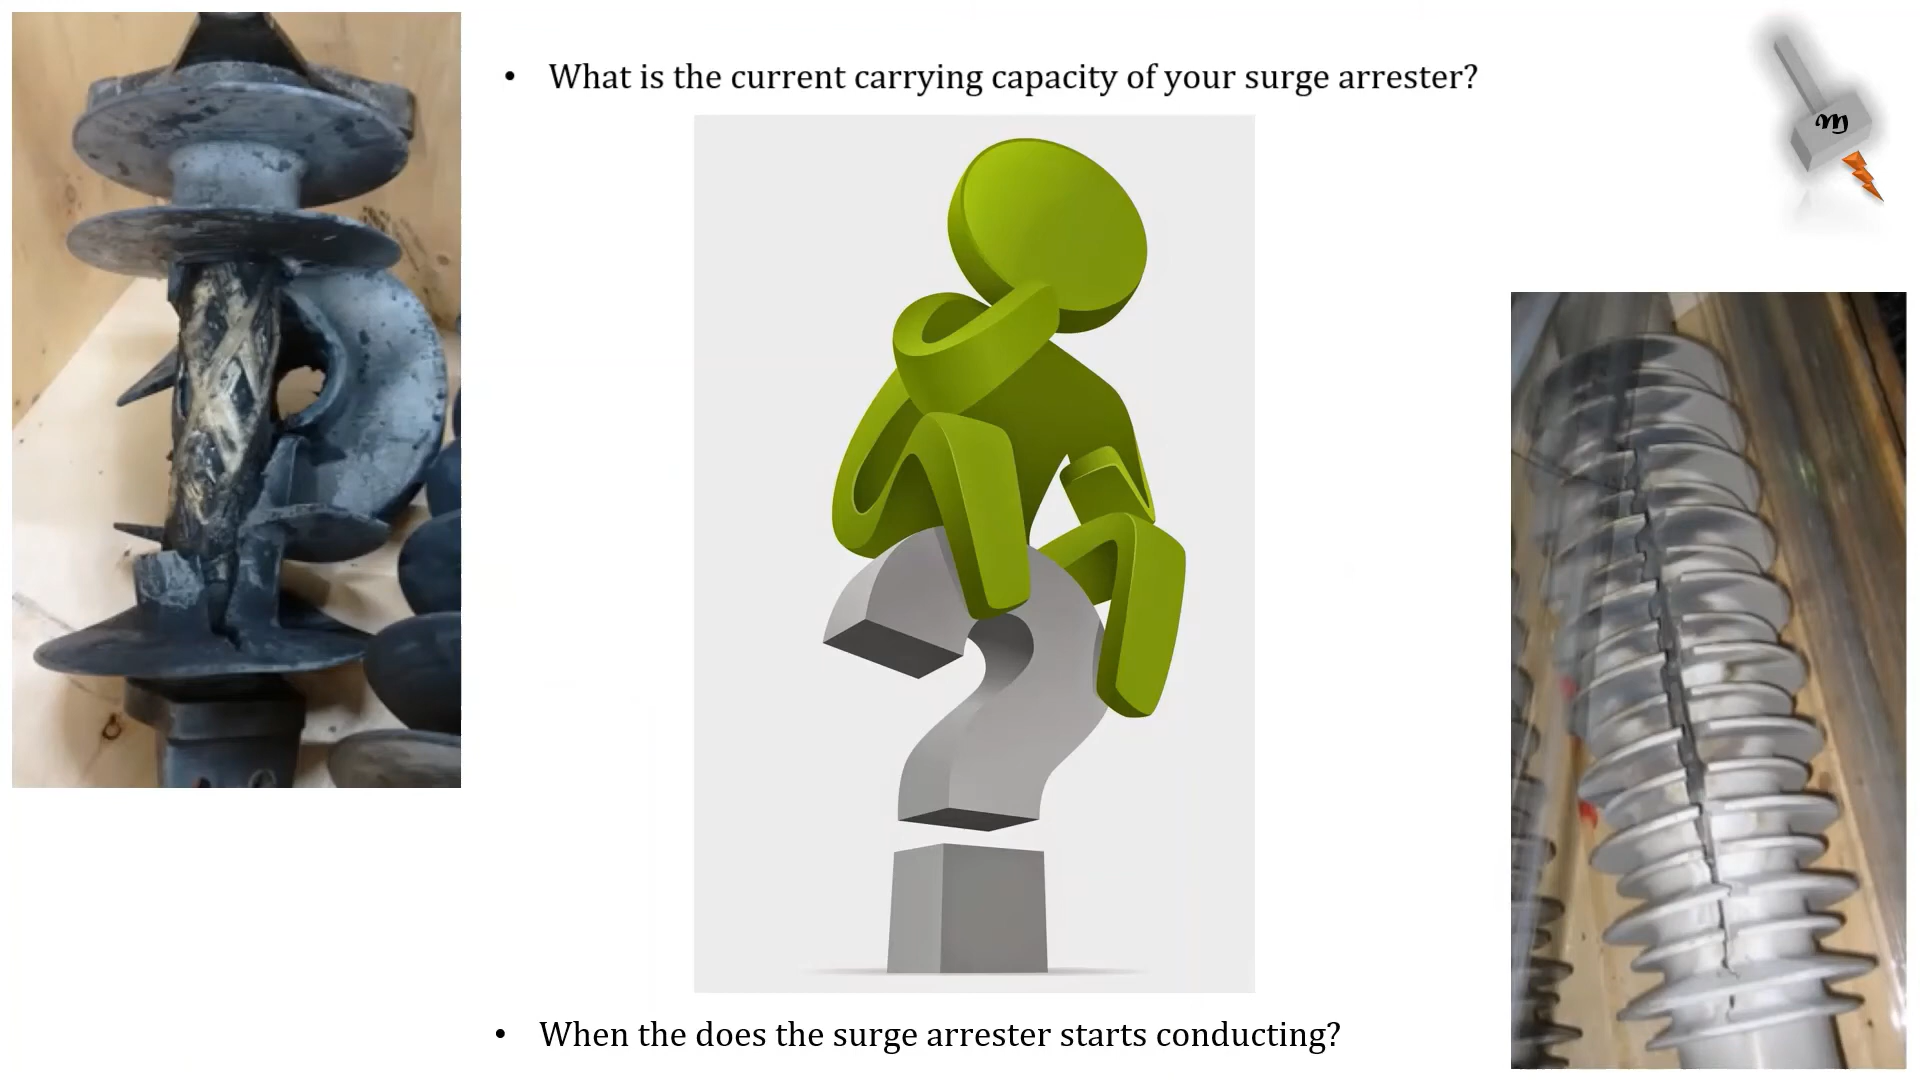 • What is the current carrying capacity of your surge arrester?
m
• When the does the surge arrester starts conducting?